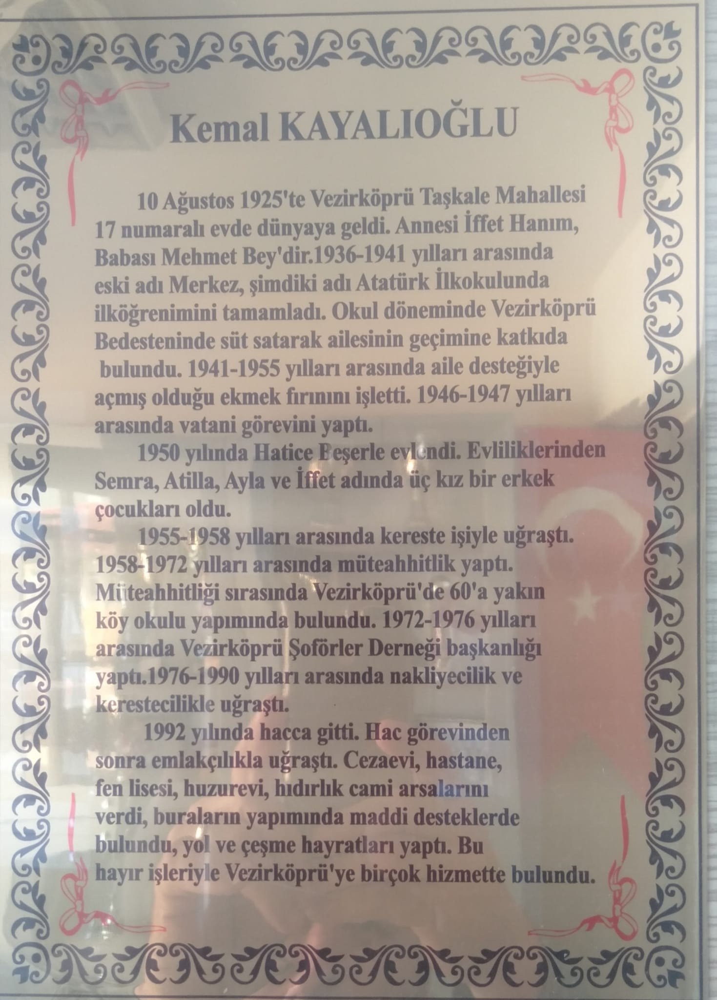 Kemal KAYALIOĞLU
10 Ağustos 1925'te Vezirköprü Taşkale Mahallesi
17 numaralı evde dünyaya geldi. Annesi İffet Hanım,
Babası Mehmet Bey'dir.1936-1941 yılları arasında
eski adı Merkez, şimdiki adı Atatürk İlkokulunda
ilköğrenimini tamamladı. Okul döneminde Vezirköprü
Bedesteninde süt satarak ailesinin geçimine katkıda
bulundu. 1941-1955 yılları arasında aile desteğiyle
açmış olduğu ekmek fırınını işletti. 1946-1947 yılları
arasında vatani görevini yaptı.
1950 yılında Hatice Beşerle evlendi. Evliliklerinden
Semra, Atilla, Ayla ve İffet adında üç kız bir erkek
çocukları oldu.
1955-1958 yılları arasında kereste işiyle uğraştı.
1958-1972 yılları arasında müteahhitlik yaptı.
Müteahhitliği sırasında Vezirköprü'de 60'a yakın
köy okulu yapımında bulundu. 1972-1976 yılları
arasında Vezirköprü Şoförler Derneği başkanlığı
yaptı.1976-1990 yılları arasında nakliyecilik ve
kerestecilikle uğraştı.
1992 yılında hacca gitti. Hac görevinden
sonra emlakçılıkla uğraştı. Cezaevi, hastane,
fen lisesi, huzurevi, hıdırlık cami arsalarını
verdi, buraların yapımında maddi desteklerde
bulundu, yol ve çeşme hayratları yaptı. Bu
hayır işleriyle Vezirköprü'ye birçok hizmette bulundu.